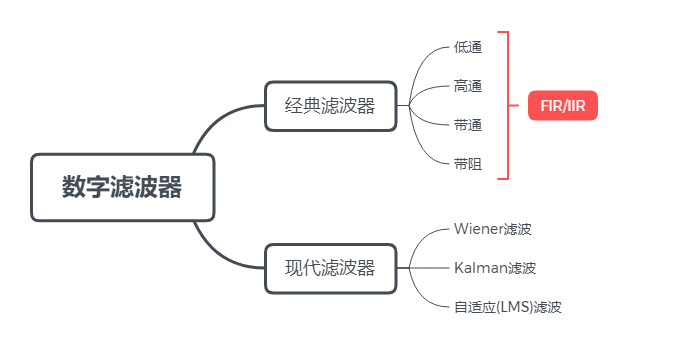 数字滤波器
经典滤波器
低通
高通
带通
带阻
FIR/IIR
现代滤波器
Wiener滤波
Kalman滤波
自适应(LMS)滤波